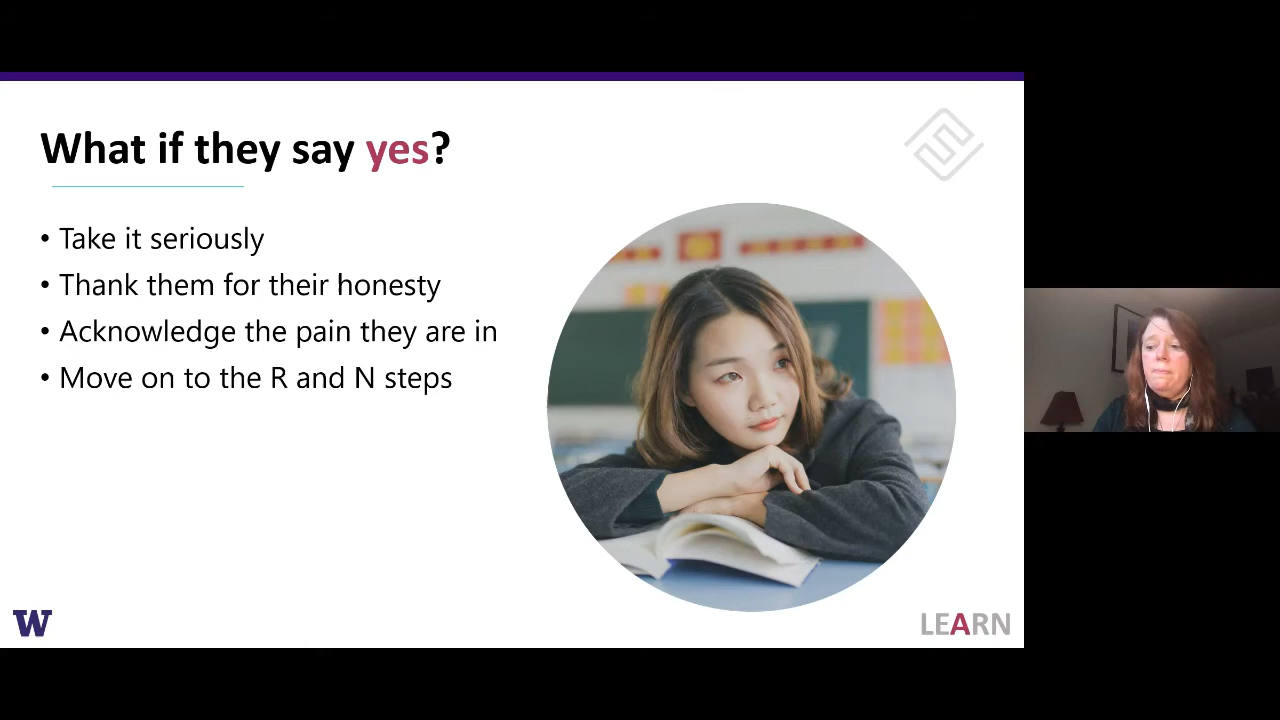 What if they say yes?
• Take it seriously
• Thank them for their honesty
• Acknowledge the pain they are in
• Move on to the R and N steps
W
LEARN